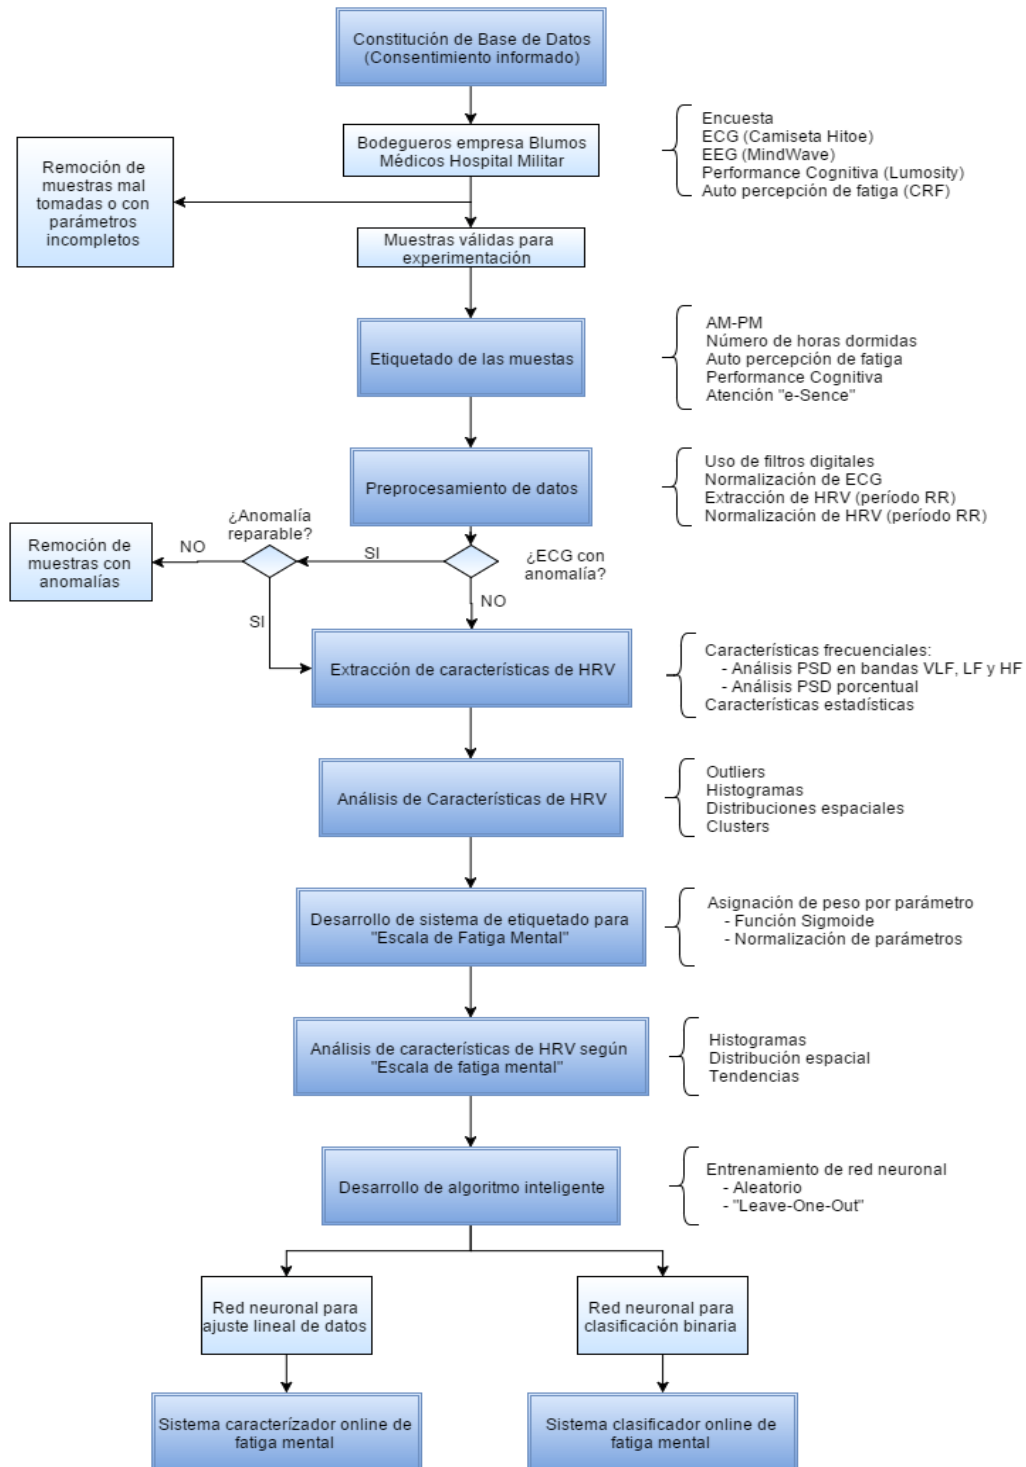 Constitución de Base de Datos
(Consentimiento informado)
Bodegueros empresa Blumos
Médicos Hospital Militar
Encuesta
ECG (Camiseta Hitoe)
EEG (MindWave)
Performance Cognitiva (Lumosity)
Auto percepción de fatiga (CRF)
Remoción de
muestras mal
tomadas o con
parámetros
incompletos
Muestras válidas para
experimentación
Etiquetado de las muestas
AM-PM
Número de horas dormidas
Auto percepción de fatiga
Performance Cognitiva
Atención "e-Sence"
Preprocesamiento de datos
Uso de filtros digitales
Normalización de ECG
Extracción de HRV (período RR)
Normalización de HRV (período RR)
¿Anomalía
reparable?
Remoción de
muestras con
anomalías
NO
SI
¿ECG con
anomalía?
NO
SI
Extracción de características de HRV
Características frecuenciales:
- Análisis PSD en bandas VLF, LF y HF
- Análisis PSD porcentual
Características estadísticas
Análisis de Características de HRV
Outliers
Histogramas
Distribuciones espaciales
Clusters
Desarrollo de sistema de etiquetado para
"Escala de Fatiga Mental"
Asignación de peso por parámetro
- Función Sigmoide
- Normalización de parámetros
Análisis de características de HRV según
"Escala de fatiga mental"
Histogramas
Distribución espacial
Tendencias
Desarrollo de algoritmo inteligente
Entrenamiento de red neuronal
- Aleatorio
- "Leave-One-Out"
Red neuronal para
ajuste lineal de datos
Red neuronal para
clasificación binaria
Sistema caracterízador online de
fatiga mental
Sistema clasificador online de
fatiga mental